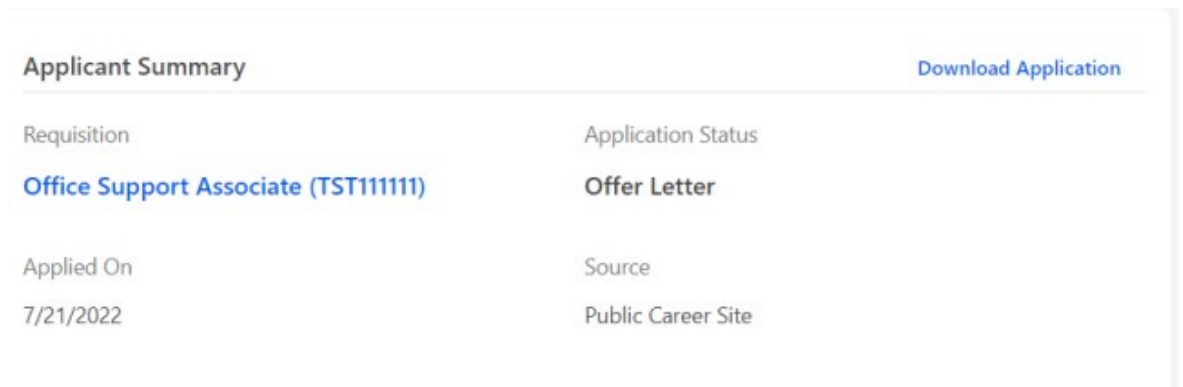 Applicant Summary
Download Application
Requisition
Application Status
Office Support Associate (TST111111)
Offer Letter
Applied On
Source
7/21/2022
Public Career Site